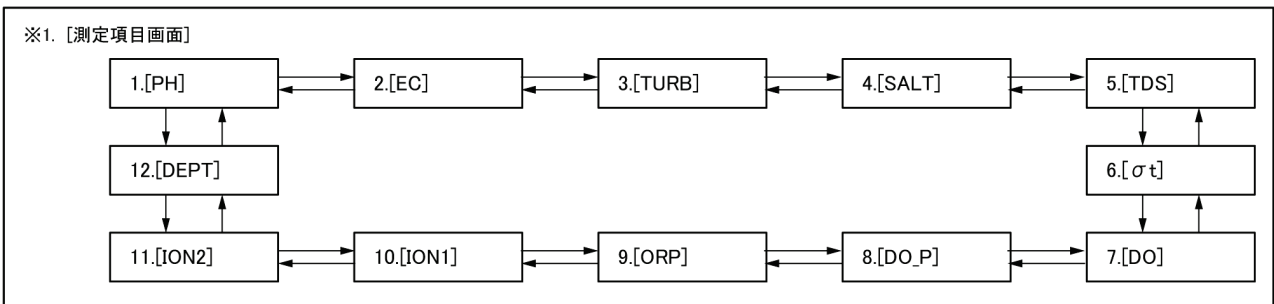 ※1. [測定項目画面]
1.[PH]
2.[EC]
3.[TURB]
4.[SALT]
5.[TDS]
12.[DEPT]
6.[σt]
11.[ION2]
10.[ION1]
9.[ORP]
8.[DO_P]
7.[DO]